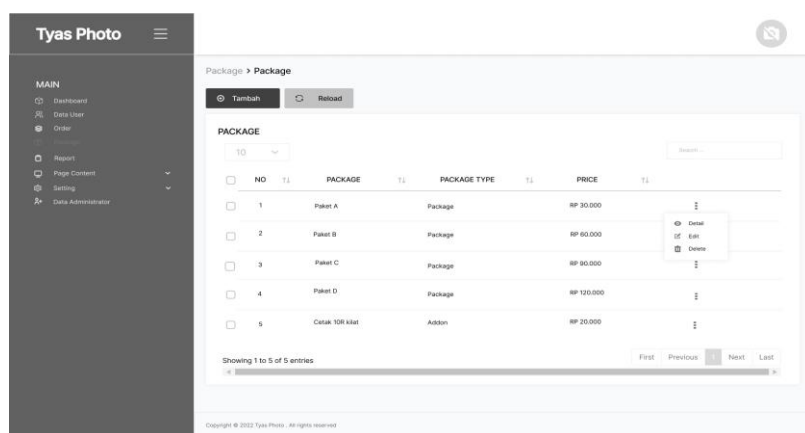 Tyas Photo
MAIN
Dashboard
Data User
Order
Package
Report
Page Content
Setting
Data Administrator
Package > Package
Tambah
Reload
PACKAGE
10
Search ...
NO PACKAGE PACKAGE TYPE PRICE
1 Paket A Package RP 30.000
Detail
Edit
Delete
2 Paket B Package RP 60.000
3 Paket C Package RP 90.000
4 Paket D Package RP 120.000
5 Cetak 10R kilat Addon RP 20.000
Showing 1 to 5 of 5 entries
First Previous 1 Next Last
Copyright © 2022 Tyas Photo . All rights reserved